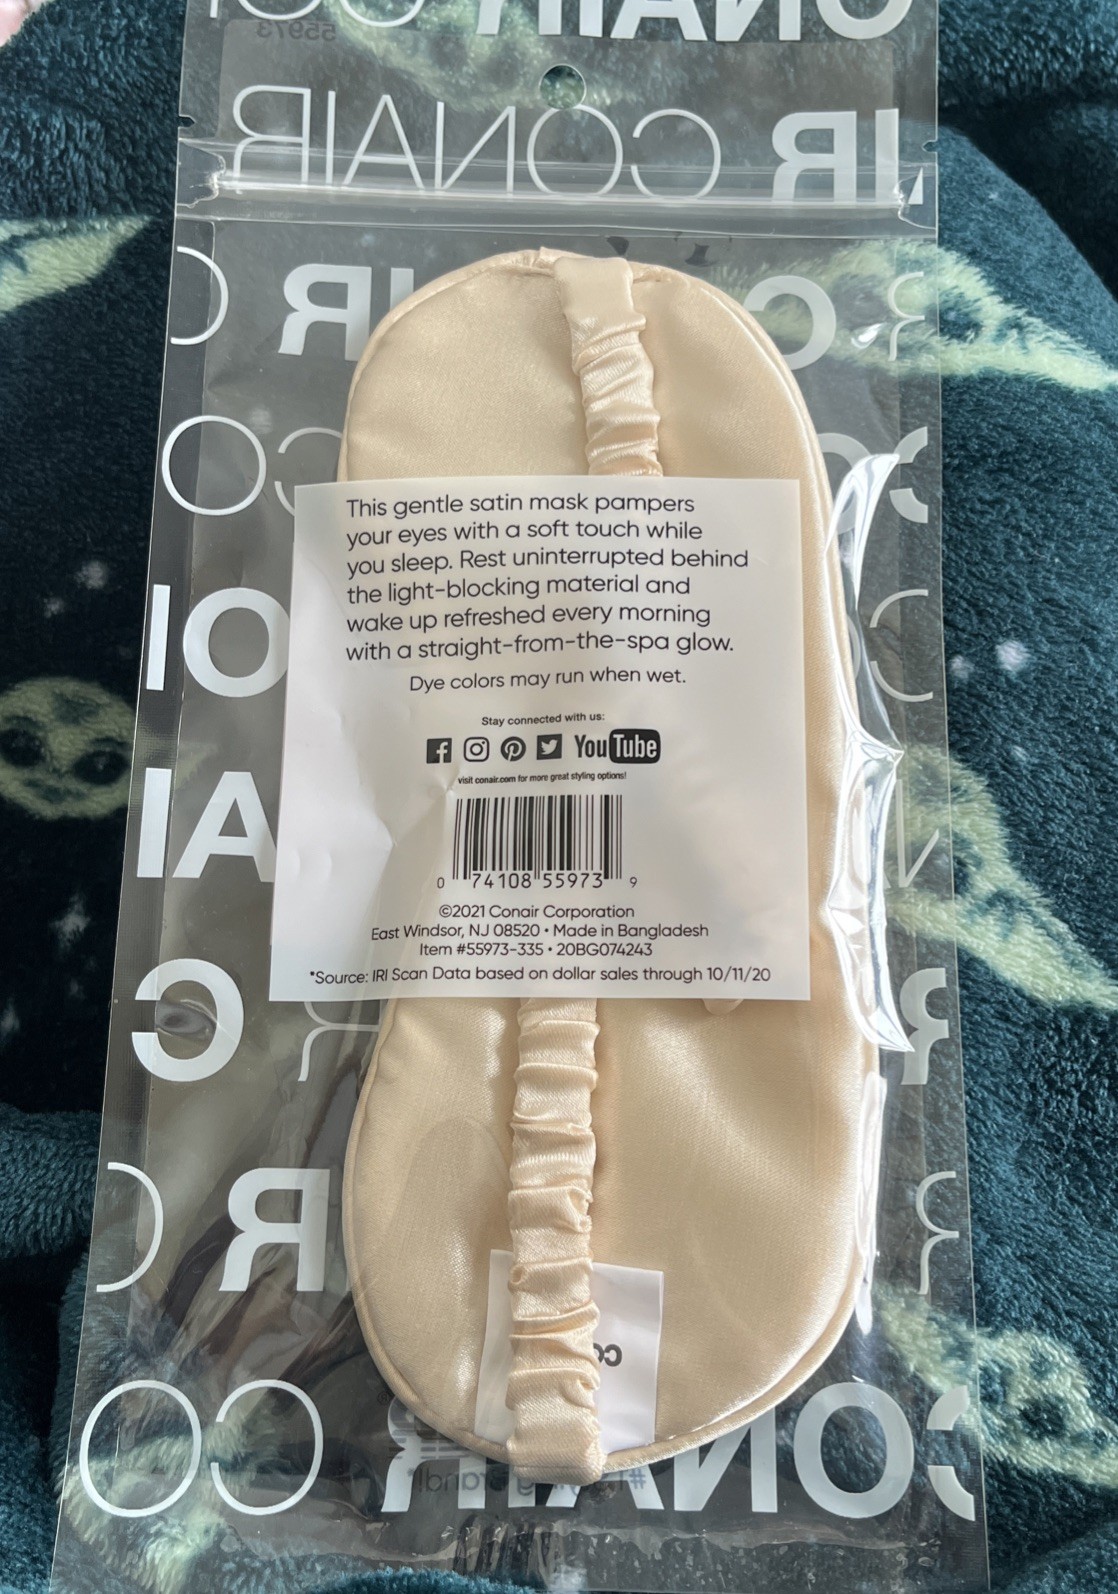 CONAIR
This gentle satin mask pampers
your eyes with a soft touch while
you sleep. Rest uninterrupted behind
the light-blocking material and
wake up refreshed every morning
with a straight-from-the-spa glow.
Dye colors may run when wet.
Stay connected with us:
YouTube
visit conair.com for more great styling options!
0 74108 55973 9
©2021 Conair Corporation
East Windsor, NJ 08520 • Made in Bangladesh
Item #55973-335 • 20BG074243
*Source: IRI Scan Data based on dollar sales through 10/11/20